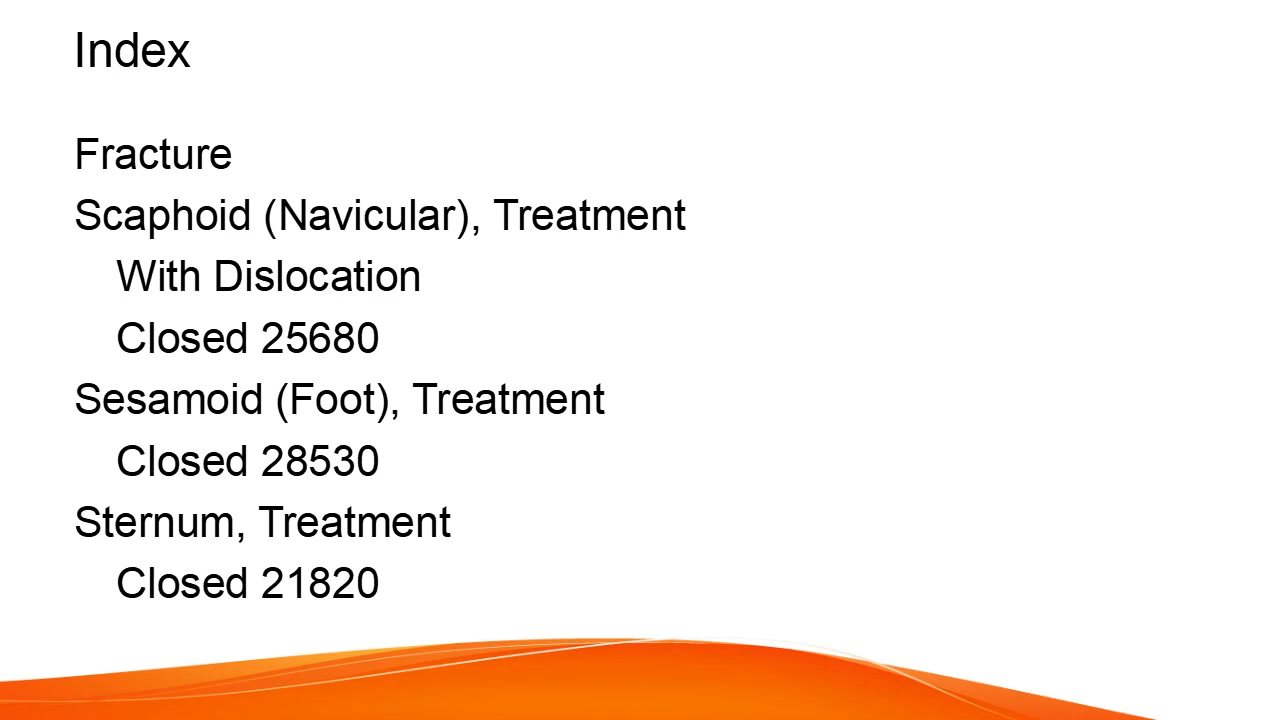 Index
Fracture
Scaphoid (Navicular), Treatment
With Dislocation
Closed 25680
Sesamoid (Foot), Treatment
Closed 28530
Sternum, Treatment
Closed 21820